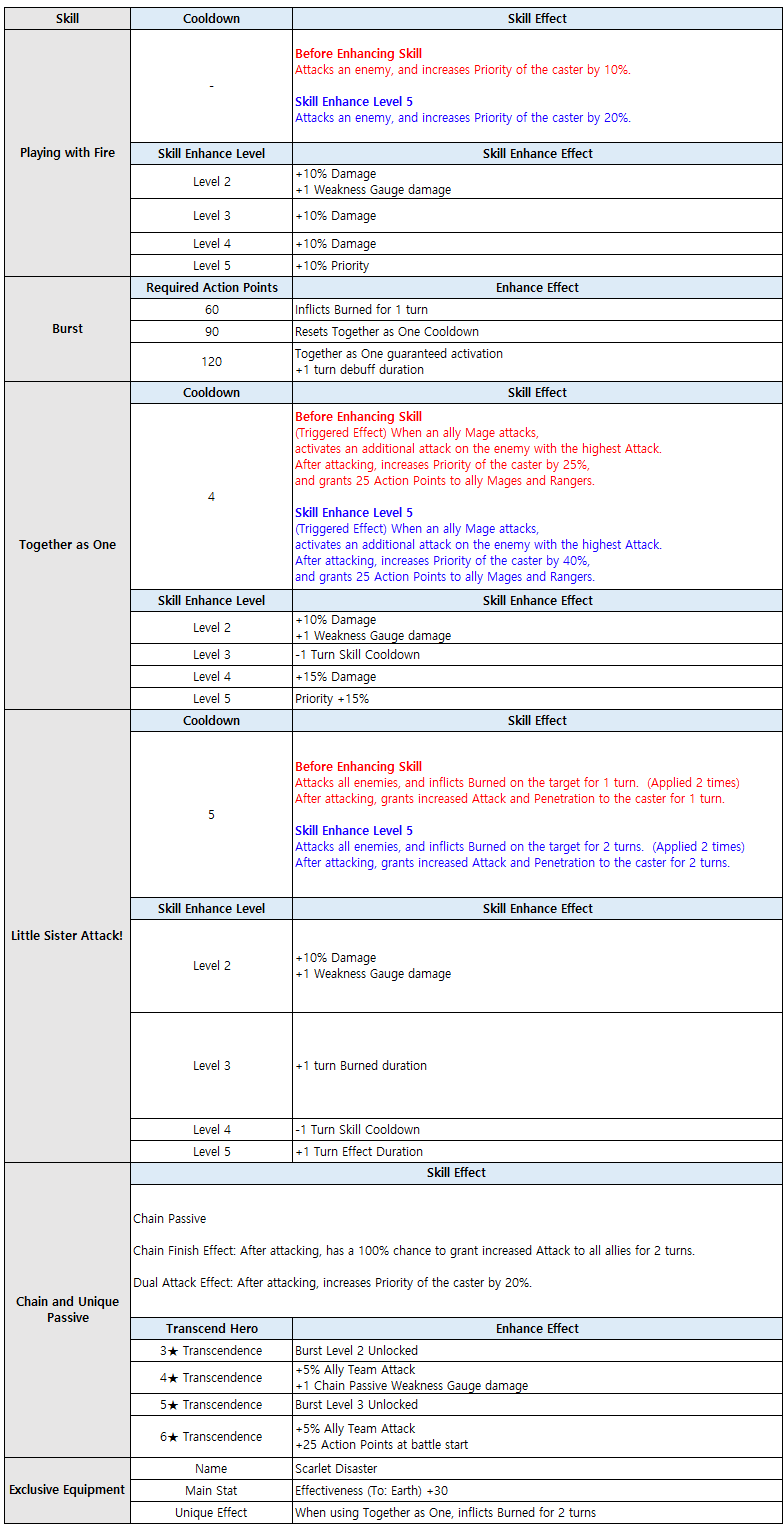 Skill Cooldown Skill Effect
Playing with Fire
-
Before Enhancing Skill
Attacks an enemy, and increases Priority of the caster by 10%.
Skill Enhance Level 5
Attacks an enemy, and increases Priority of the caster by 20%.
Skill Enhance Level Skill Enhance Effect
Level 2
+10% Damage
+1 Weakness Gauge damage
Level 3 +10% Damage
Level 4 +10% Damage
Level 5 +10% Priority
Burst
Required Action Points Enhance Effect
60 Inflicts Burned for 1 turn
90 Resets Together as One Cooldown
120
Together as One guaranteed activation
+1 turn debuff duration
Together as One
Cooldown Skill Effect
4
Before Enhancing Skill
(Triggered Effect) When an ally Mage attacks,
activates an additional attack on the enemy with the highest Attack.
After attacking, increases Priority of the caster by 25%,
and grants 25 Action Points to ally Mages and Rangers.
Skill Enhance Level 5
(Triggered Effect) When an ally Mage attacks,
activates an additional attack on the enemy with the highest Attack.
After attacking, increases Priority of the caster by 40%,
and grants 25 Action Points to ally Mages and Rangers.
Skill Enhance Level Skill Enhance Effect
Level 2
+10% Damage
+1 Weakness Gauge damage
Level 3 -1 Turn Skill Cooldown
Level 4 +15% Damage
Level 5 Priority +15%
Little Sister Attack!
Cooldown Skill Effect
5
Before Enhancing Skill
Attacks all enemies, and inflicts Burned on the target for 1 turn. (Applied 2 times)
After attacking, grants increased Attack and Penetration to the caster for 1 turn.
Skill Enhance Level 5
Attacks all enemies, and inflicts Burned on the target for 2 turns. (Applied 2 times)
After attacking, grants increased Attack and Penetration to the caster for 2 turns.
Skill Enhance Level Skill Enhance Effect
Level 2
+10% Damage
+1 Weakness Gauge damage
Level 3 +1 turn Burned duration
Level 4 -1 Turn Skill Cooldown
Level 5 +1 Turn Effect Duration
Chain and Unique
Passive
Skill Effect
Chain Passive
Chain Finish Effect: After attacking, has a 100% chance to grant increased Attack to all allies for 2 turns.
Dual Attack Effect: After attacking, increases Priority of the caster by 20%.
Transcend Hero Enhance Effect
3★ Transcendence Burst Level 2 Unlocked
4★ Transcendence
+5% Ally Team Attack
+1 Chain Passive Weakness Gauge damage
5★ Transcendence Burst Level 3 Unlocked
6★ Transcendence
+5% Ally Team Attack
+25 Action Points at battle start
Exclusive Equipment
Name Scarlet Disaster
Main Stat Effectiveness (To: Earth) +30
Unique Effect When using Together as One, inflicts Burned for 2 turns